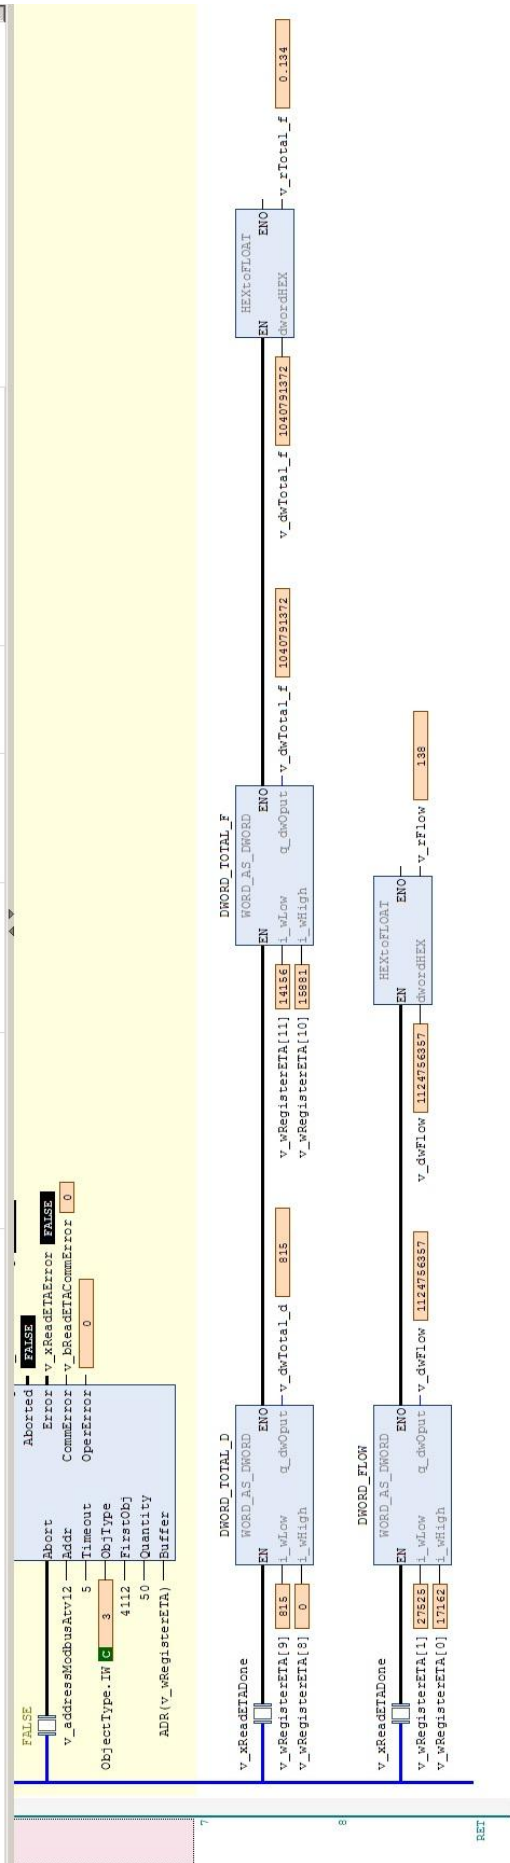 FALSE
Abort
Aborted
FALSE
v_addressModbusAtv12
Addr
Error
v_xReadETAError
FALSE
5
Timeout
CommError
v_bReadETACommError
0
ObjectType.IW
C
3
ObjType
OperError
0
4112
FirstObj
50
Quantity
ADR(v_wRegisterETA)
Buffer
7
DWORD_TOTAL_D
WORD_AS_DWORD
v_xReadETADone
EN
ENO
v_wRegisterETA[9]
815
i_wLow
q_dwOput
v_dwTotal_d
815
v_wRegisterETA[8]
0
i_wHigh
DWORD_TOTAL_F
WORD_AS_DWORD
EN
ENO
v_wRegisterETA[11]
14156
i_wLow
q_dwOput
v_dwTotal_f
1040791372
v_wRegisterETA[10]
15881
i_wHigh
HEXtoFLOAT
EN
ENO
v_dwTotal_f
1040791372
dwordHEX
v_rTotal_f
0.134
8
DWORD_FLOW
WORD_AS_DWORD
v_xReadETADone
EN
ENO
v_wRegisterETA[1]
27525
i_wLow
q_dwOput
v_dwFlow
1124756357
v_wRegisterETA[0]
17162
i_wHigh
HEXtoFLOAT
EN
ENO
v_dwFlow
1124756357
dwordHEX
v_rFlow
138
RET